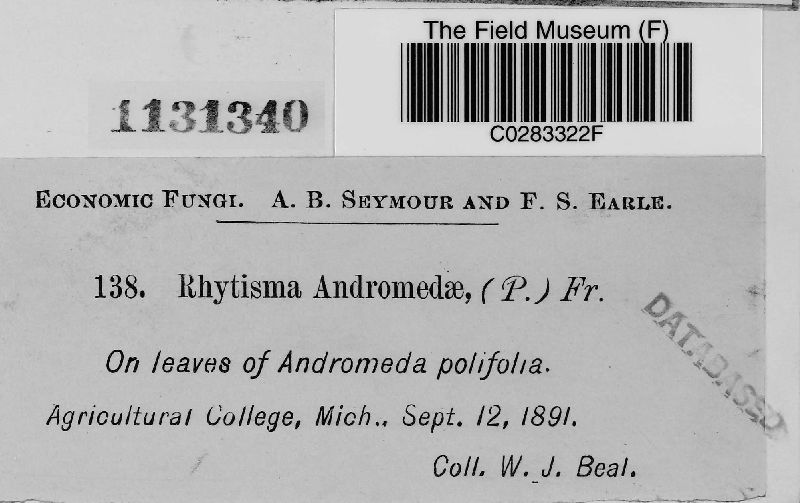 The Field Museum (F)
C0283322F
1131340
ECONOMIC FUNGI. A. B. SEYMOUR AND F. S. EARLE.
138. Rhytisma Andromedæ, (P.) Fr.
On leaves of Andromeda polifolia.
Agricultural College, Mich., Sept. 12, 1891.
Coll. W. J. Beal.
DATABASED